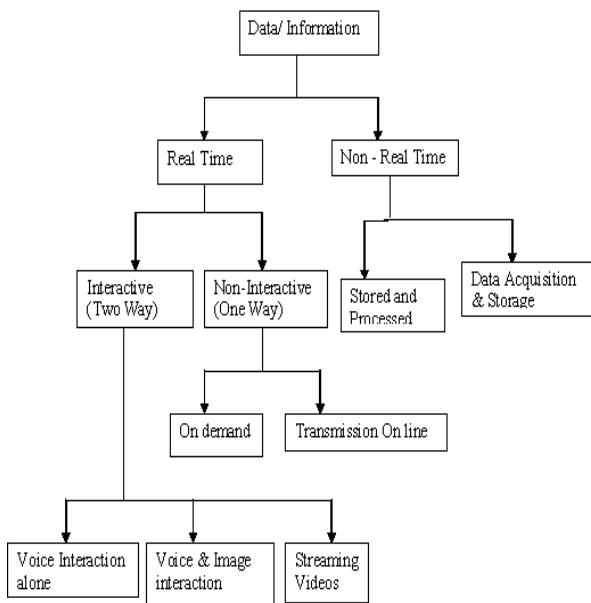 Data/ Information
Real Time
Non - Real Time
Interactive
(Two Way)
Non-Interactive
(One Way)
Stored and
Processed
Data Acquisition
& Storage
On demand
Transmission On line
Voice Interaction
alone
Voice & Image
interaction
Streaming
Videos